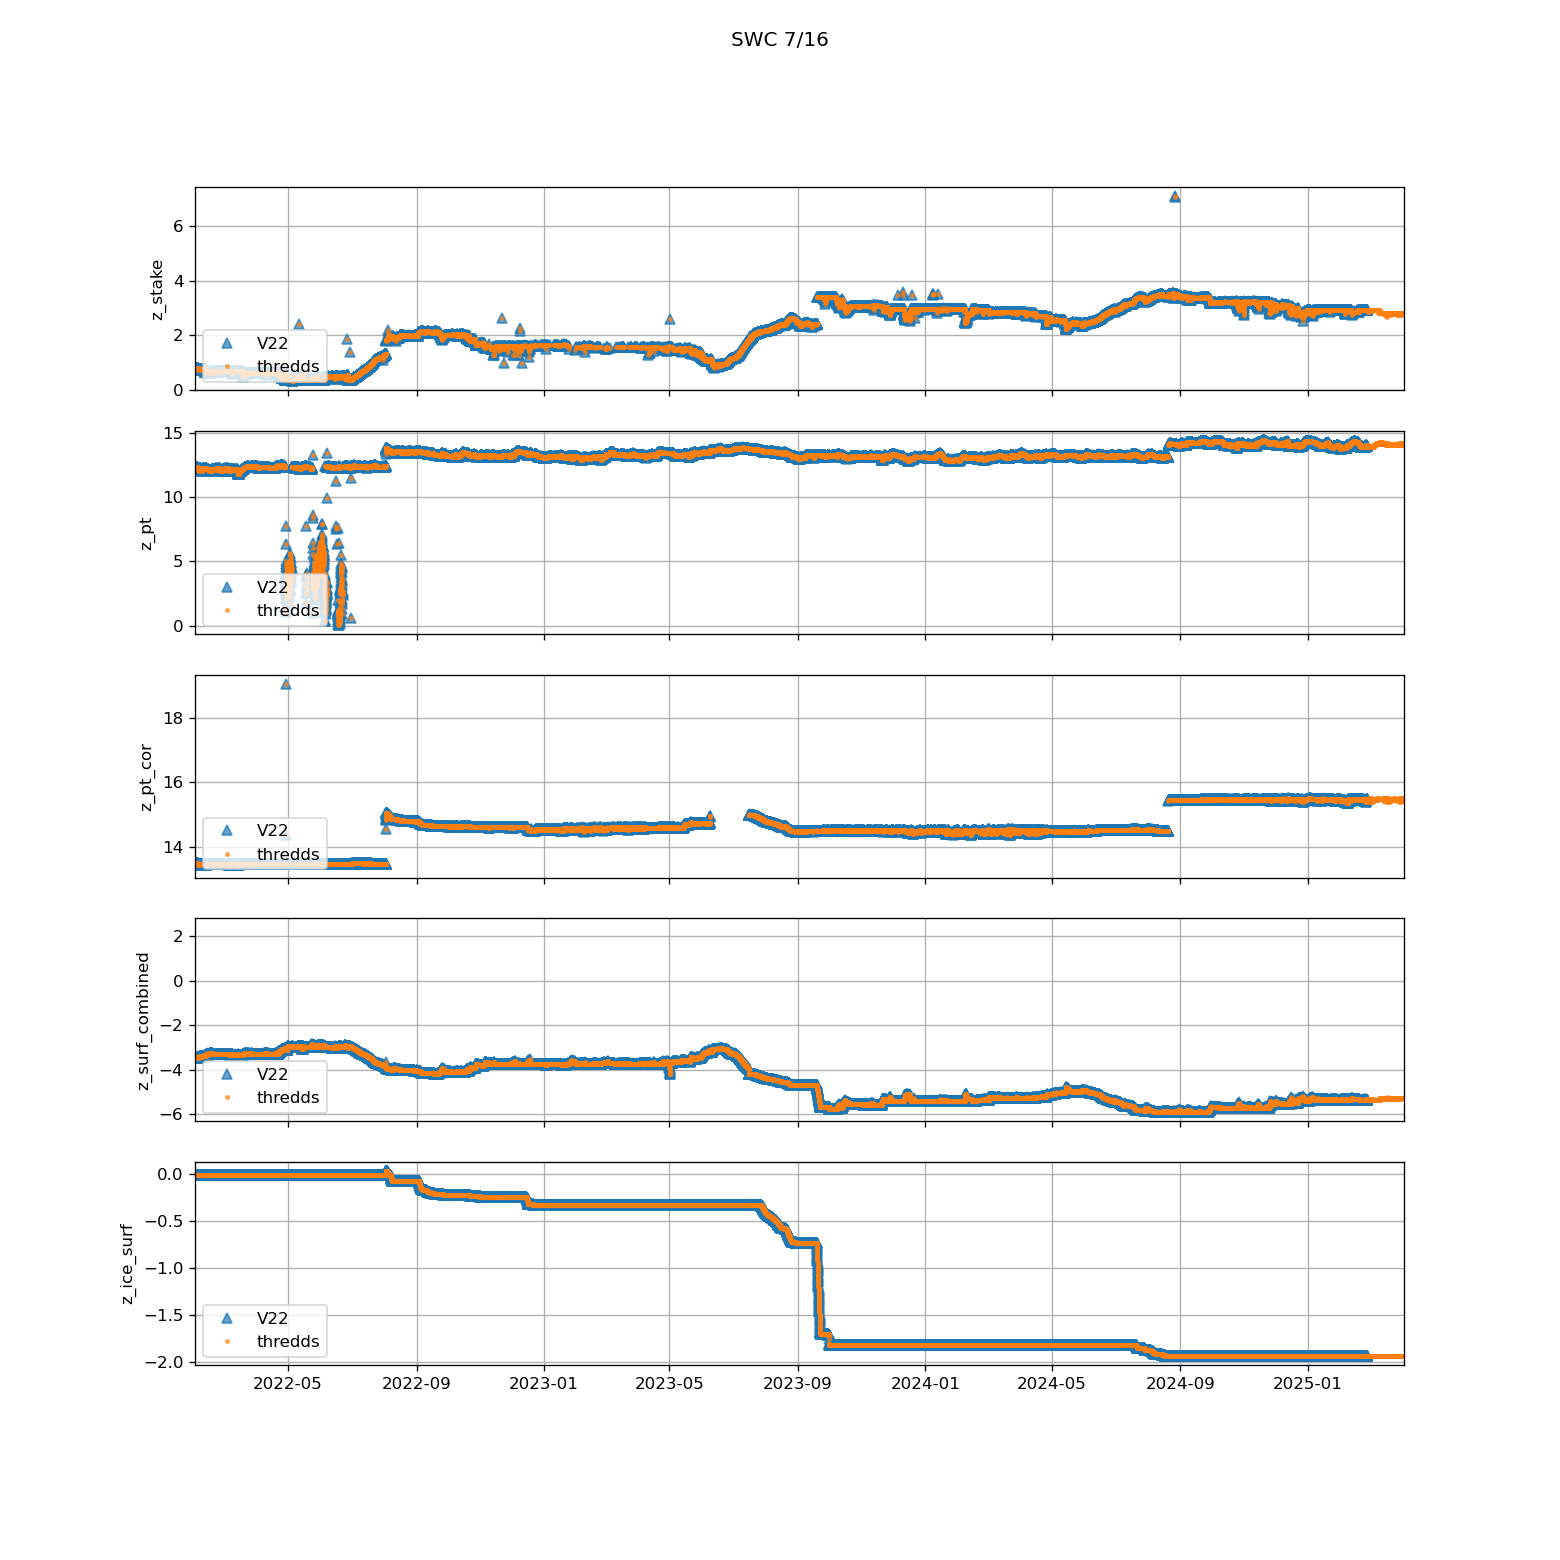 SWC 7/16
z_stake
6
4
2
0
V22
thredds
z_pt
15
10
5
0
V22
thredds
z_pt_cor
18
16
14
V22
thredds
z_surf_combined
2
0
−2
−4
−6
V22
thredds
z_ice_surf
0.0
−0.5
−1.0
−1.5
−2.0
V22
thredds
2022-05 2022-09 2023-01 2023-05 2023-09 2024-01 2024-05 2024-09 2025-01